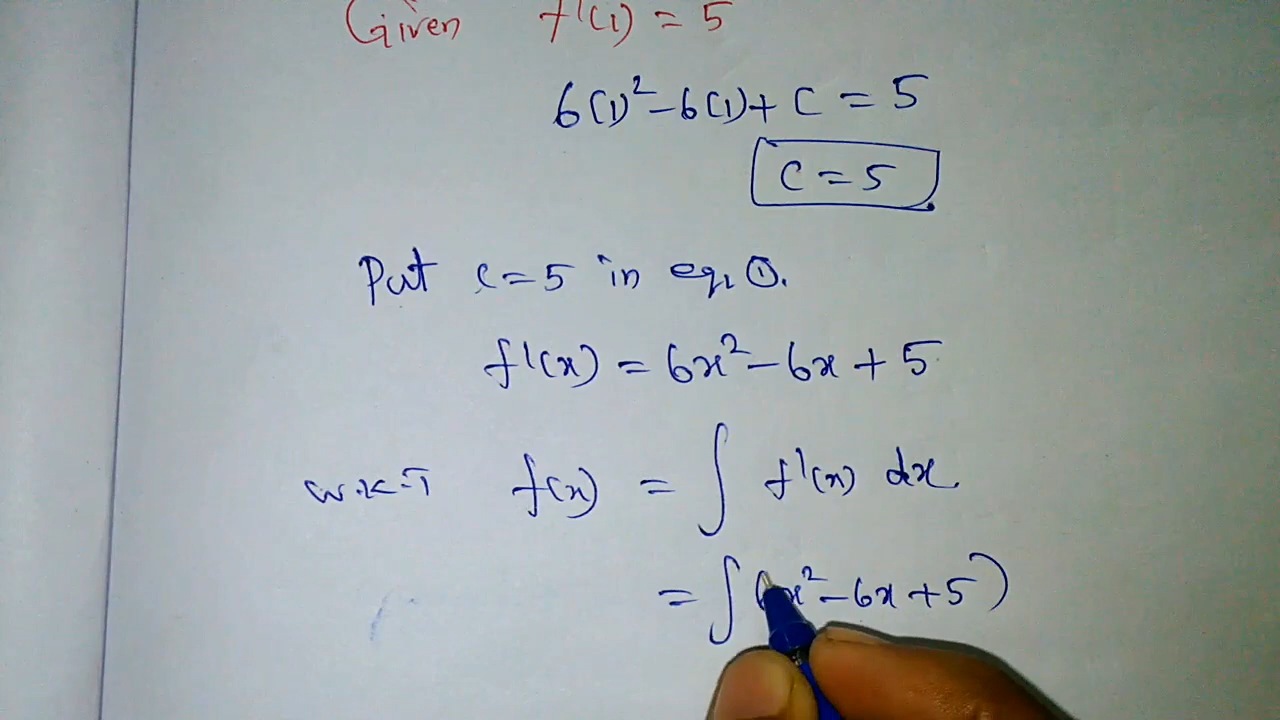 Given f'(1) = 5
6(1)² - 6(1) + C = 5
C = 5
Put C = 5 in eq. ①.
f'(x) = 6x² - 6x + 5
W.K.T f(x) = ∫ f'(x) dx.
= ∫(6x² - 6x + 5)